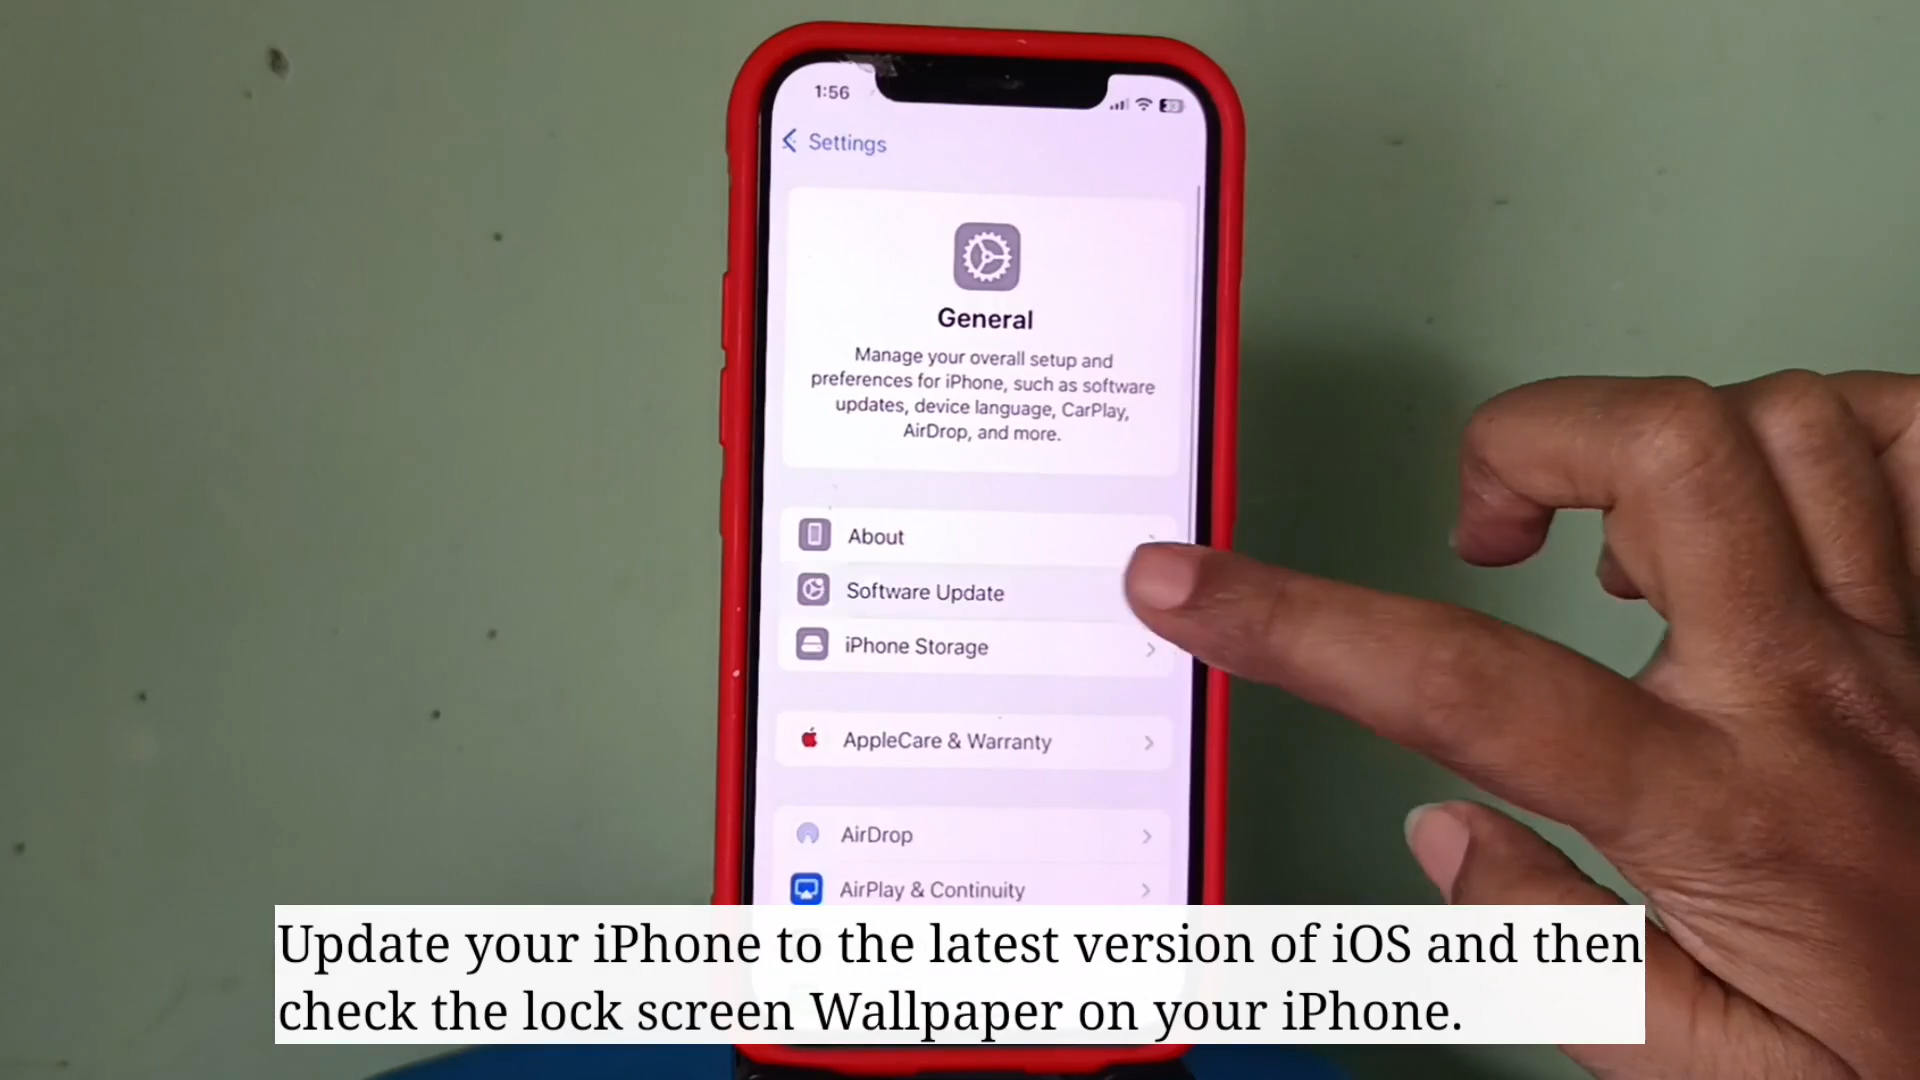 1:56
Settings
General
Manage your overall setup and
preferences for iPhone, such as software
updates, device language, CarPlay,
AirDrop, and more.
About
Software Update
iPhone Storage
AppleCare & Warranty
AirDrop
AirPlay & Continuity
Update your iPhone to the latest version of iOS and then
check the lock screen Wallpaper on your iPhone.